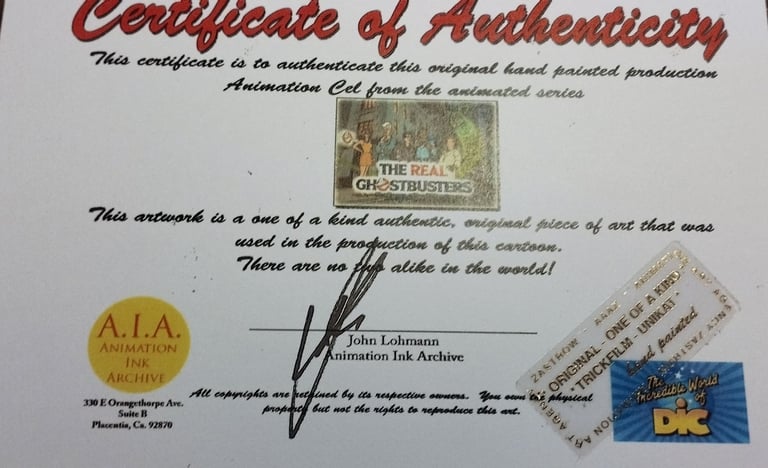 Certificate of Authenticity
This certificate is to authenticate this original hand painted production
Animation Cel from the animated series
THE REAL
GHOSTBUSTERS
This artwork is a one of a kind authentic, original piece of art that was
used in the production of this cartoon.
There are no two alike in the world!
John Lohmann
Animation Ink Archive
A.I.A.
ANIMATION
INK
ARCHIVE
330 E Orangethorpe Ave.
Suite B
Placentia, Ca. 92870
All copyrights are retained by its respective owners. You own the physical
property but not the rights to reproduce this art.
ZASTROW
ORIGINAL - ONE OF A KIND
TRICKFILM - UNIKAT
hand painted
The
Incredible World
of
DiC